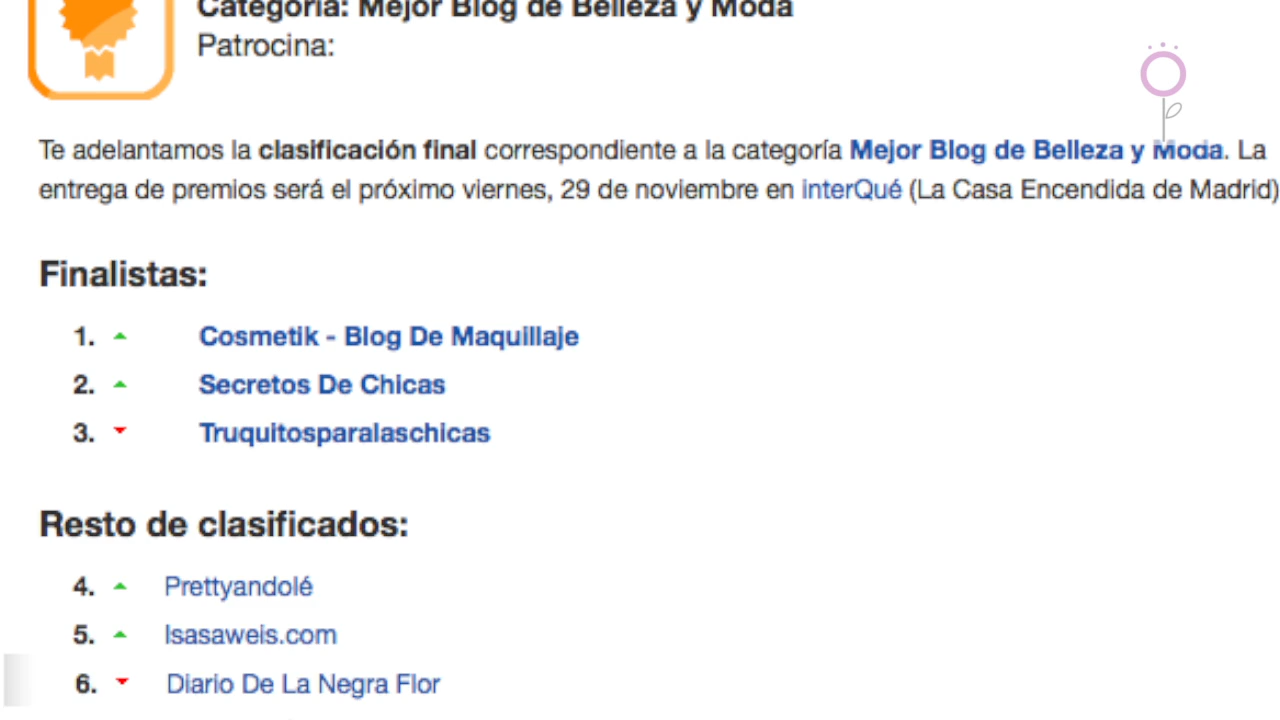 Categoría: Mejor Blog de Belleza y Moda
Patrocina:
Te adelantamos la clasificación final correspondiente a la categoría Mejor Blog de Belleza y Moda. La
entrega de premios será el próximo viernes, 29 de noviembre en interQué (La Casa Encendida de Madrid)
Finalistas:
1. Cosmetik - Blog De Maquillaje
2. Secretos De Chicas
3. Truquitosparalaschicas
Resto de clasificados:
4. Prettyandolé
5. Isasaweis.com
6. Diario De La Negra Flor